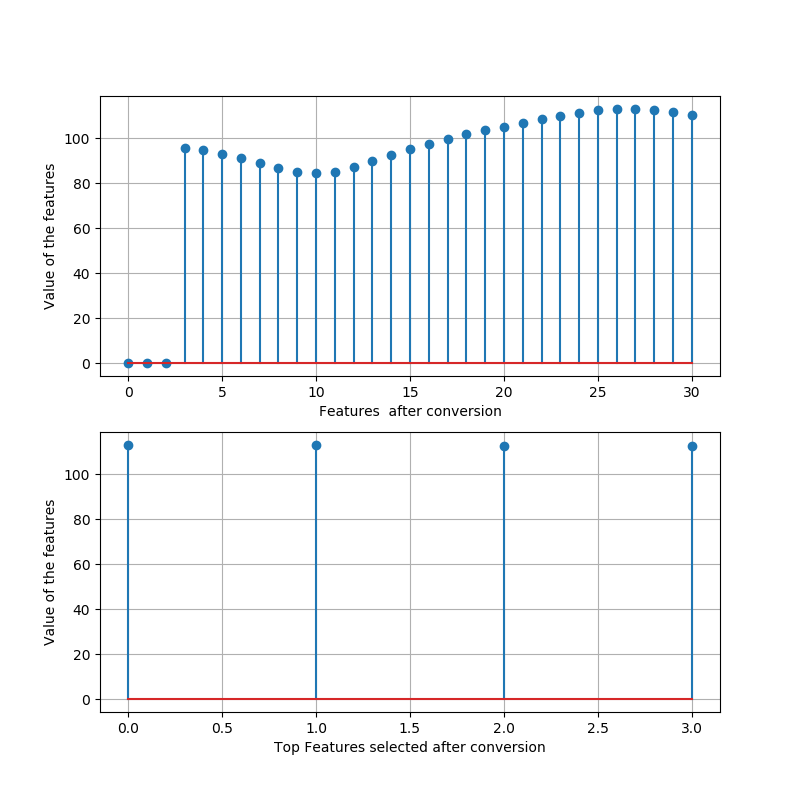 Value of the features
100
80
60
40
20
0
0 5 10 15 20 25 30
Features  after conversion
Value of the features
100
80
60
40
20
0
0.0 0.5 1.0 1.5 2.0 2.5 3.0
Top Features selected after conversion